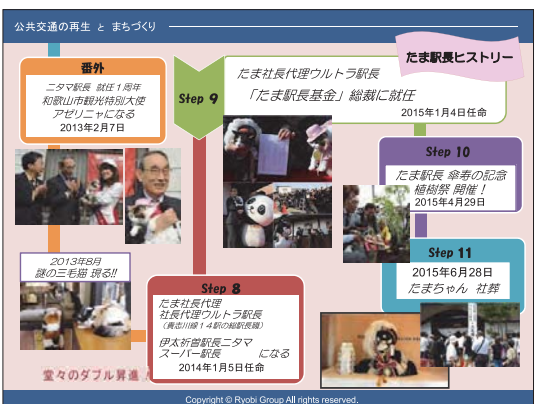 公共交通の再生 と まちづくり
たま駅長ヒストリー
番外
ニタマ駅長 就任1周年
和歌山市観光特別大使
アゼリニャになる
2013年2月7日
2013年8月
謎の三毛猫 現る!!
Step 8
たま社長代理
社長代理ウルトラ駅長
(貴志川線14駅の総駅長職)
伊太祈曽駅長ニタマ
スーパー駅長 になる
2014年1月5日任命
堂々のダブル昇進!
Step 9
たま社長代理ウルトラ駅長
「たま駅長基金」総裁に就任
2015年1月4日任命
Step 10
たま駅長 傘寿の記念
植樹祭 開催!
2015年4月29日
Step 11
2015年6月28日
たまちゃん 社葬
Copyright © Ryobi Group All rights reserved.